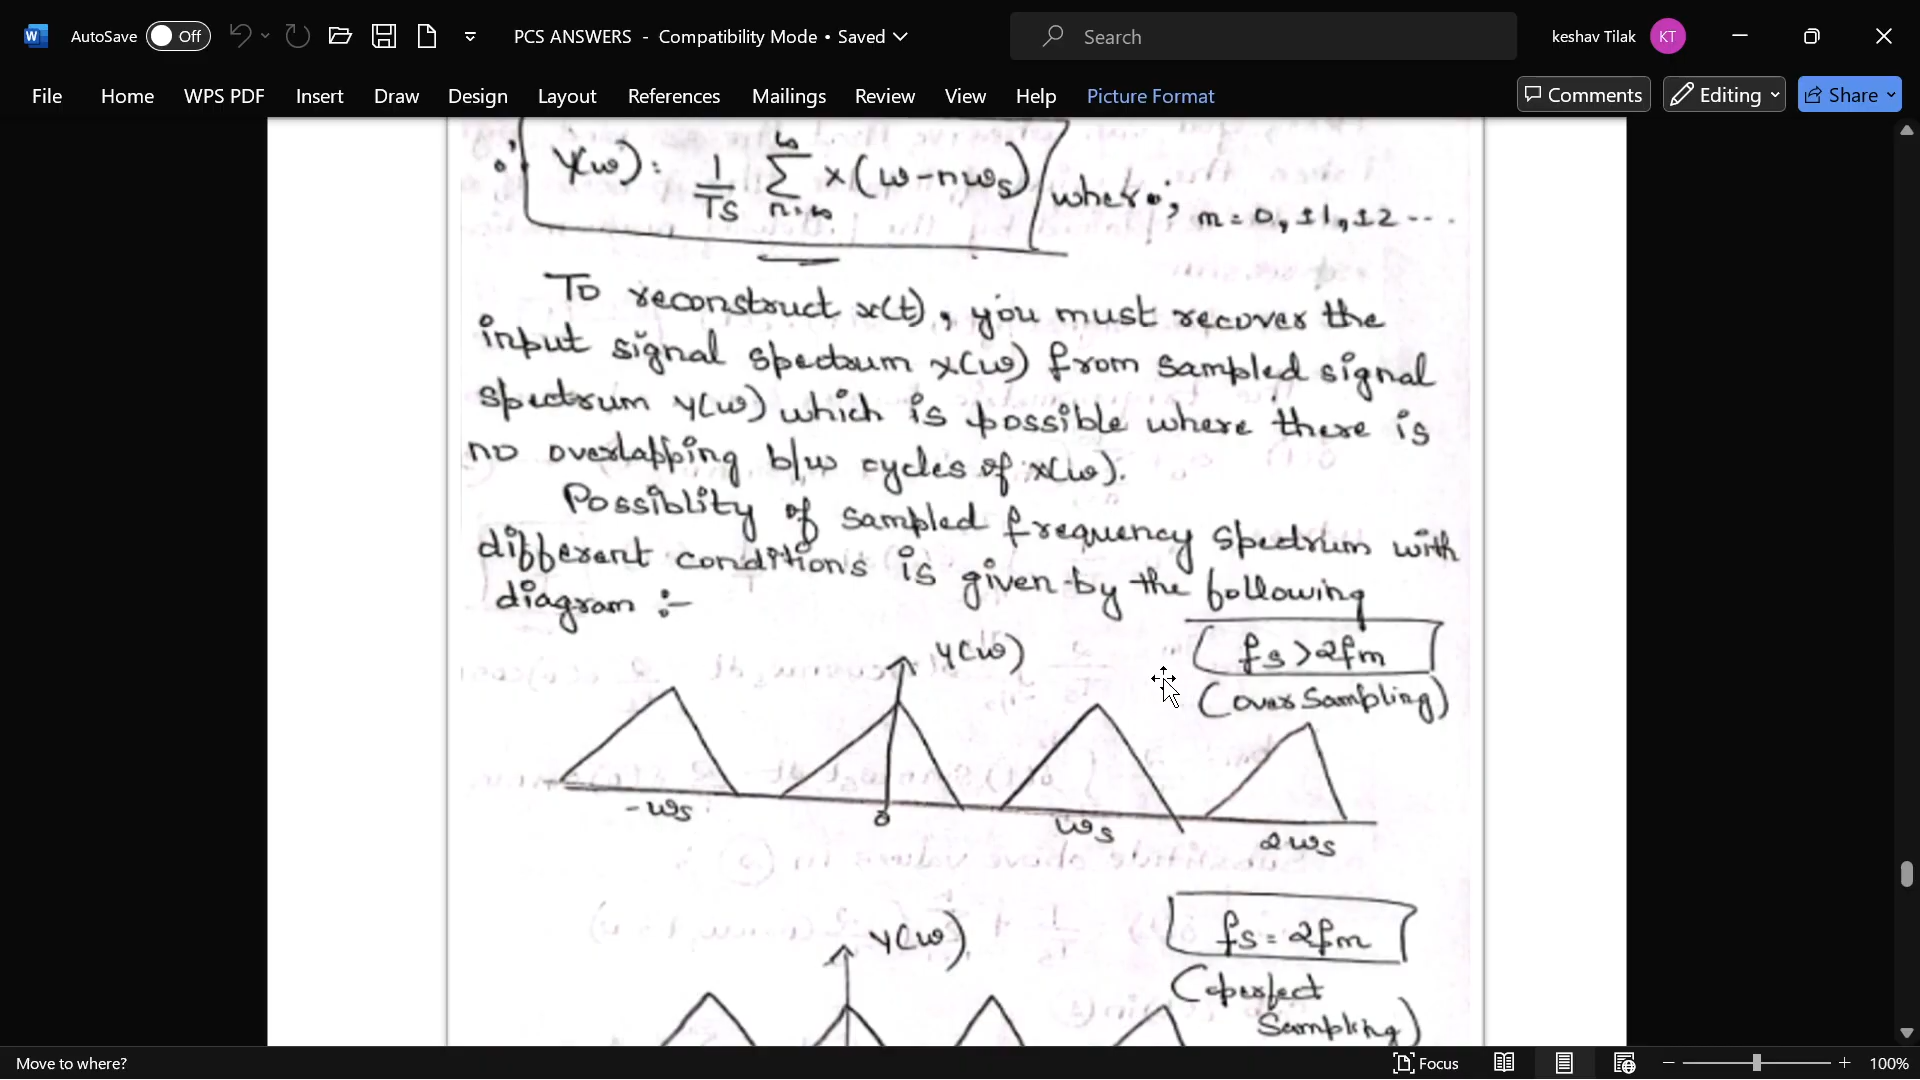 AutoSave Off PCS ANSWERS - Compatibility Mode • Saved Search keshav Tilak KT
File Home WPS PDF Insert Draw Design Layout References Mailings Review View Help Picture Format Comments Editing Share
∴ Y(ω) : 1/Ts ∞Σn=∞ x(ω-nωs) where; n = 0, ±1, ±2 ---
To reconstruct x(t), you must recover the
input signal spectrum x(ω) from sampled signal
spectrum y(ω) which is possible where there is
no overlapping b/w cycles of x(ω).
Possiblity of sampled frequency spectrum with
different conditions is given by the following
diagram :-
Y(ω)
fs > 2fm
(over sampling)
-ωs 0 ωs 2ωs
Y(ω)
fs = 2fm
(perfect
Sampling)
Move to where? Focus 100%